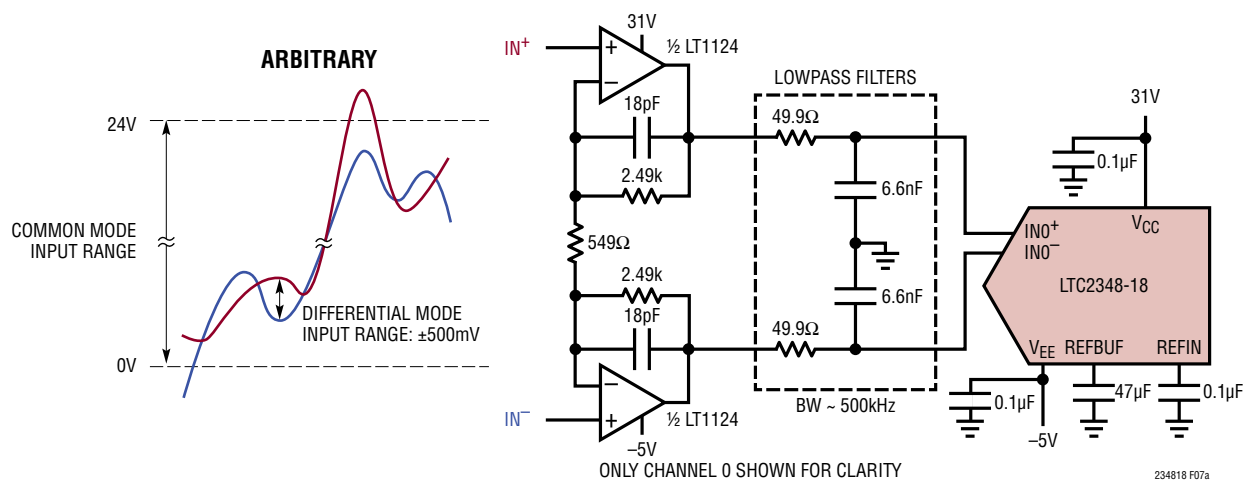 ARBITRARY
24V
COMMON MODE
INPUT RANGE
0V
DIFFERENTIAL MODE
INPUT RANGE: ±500mV
IN+
31V
½ LT1124
+
–
18pF
2.49k
549Ω
2.49k
18pF
–
+
IN–
½ LT1124
–5V
LOWPASS FILTERS
49.9Ω
6.6nF
6.6nF
49.9Ω
BW ~ 500kHz
31V
0.1µF
VCC
IN0+
IN0–
LTC2348-18
VEE
REFBUF
REFIN
0.1µF
47µF
0.1µF
–5V
ONLY CHANNEL 0 SHOWN FOR CLARITY
234818 F07a